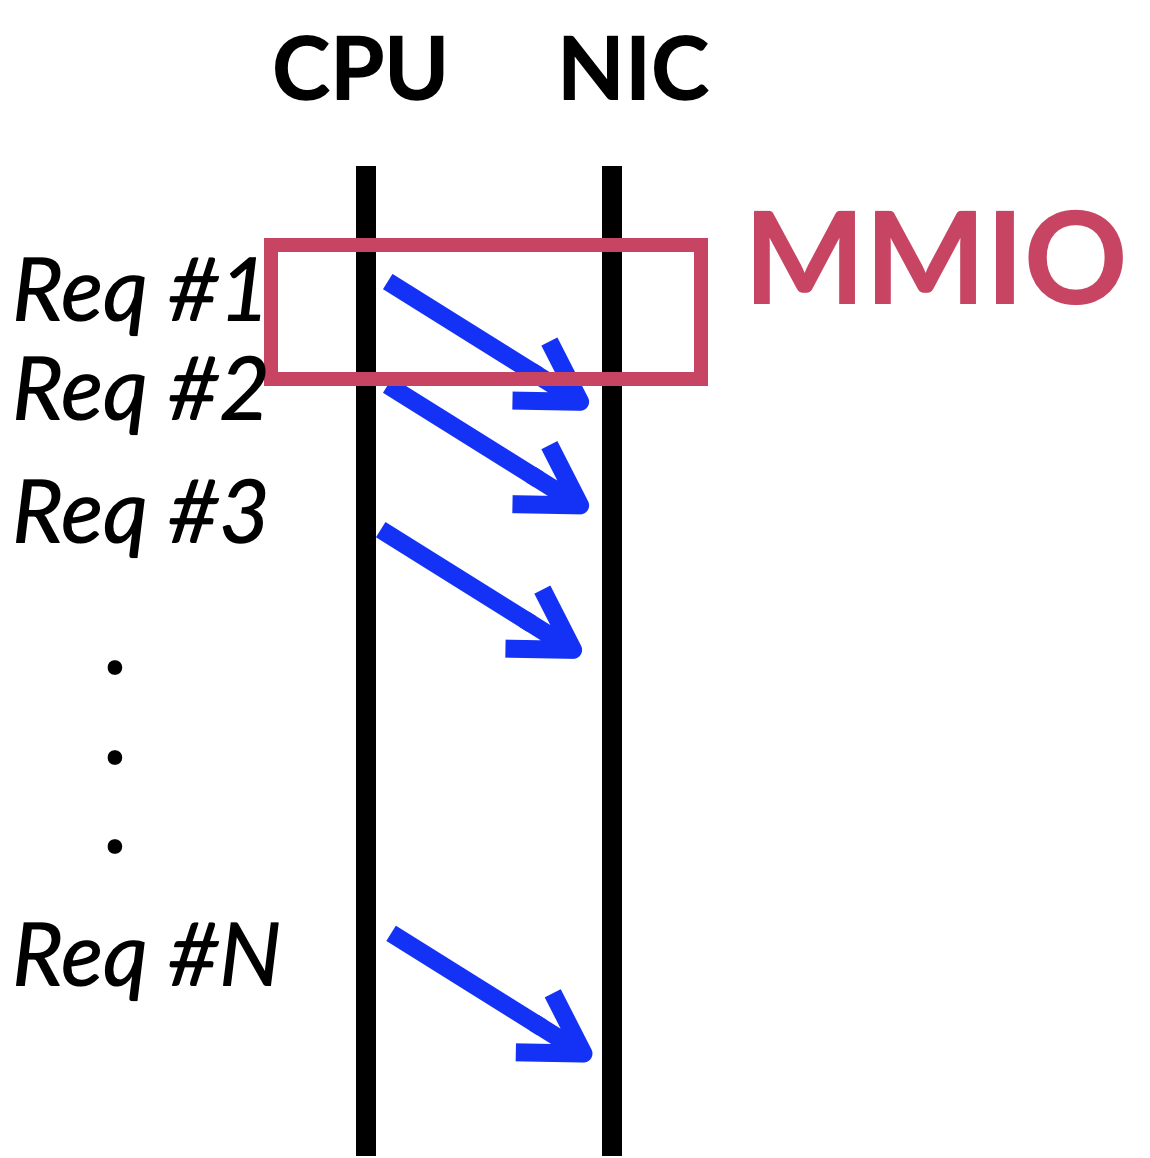 CPU NIC
MMIO
Req #1
Req #2
Req #3
.
.
.
Req #N